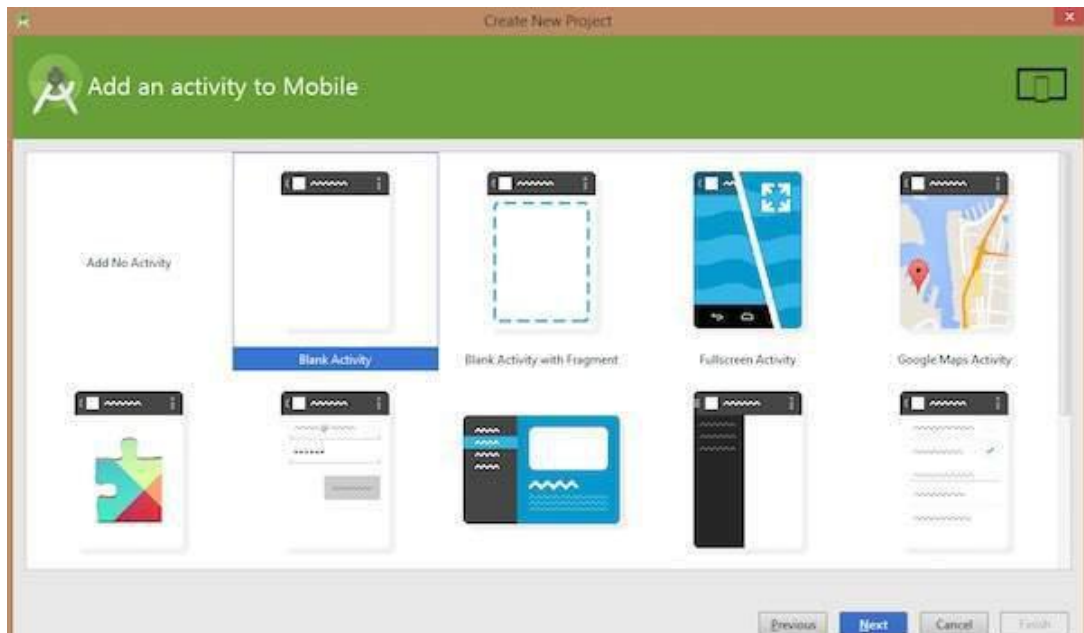 Create New Project
Add an activity to Mobile
Add No Activity
Blank Activity
Blank Activity with Fragment
Fullscreen Activity
Google Maps Activity
Previous
Next
Cancel
Finish